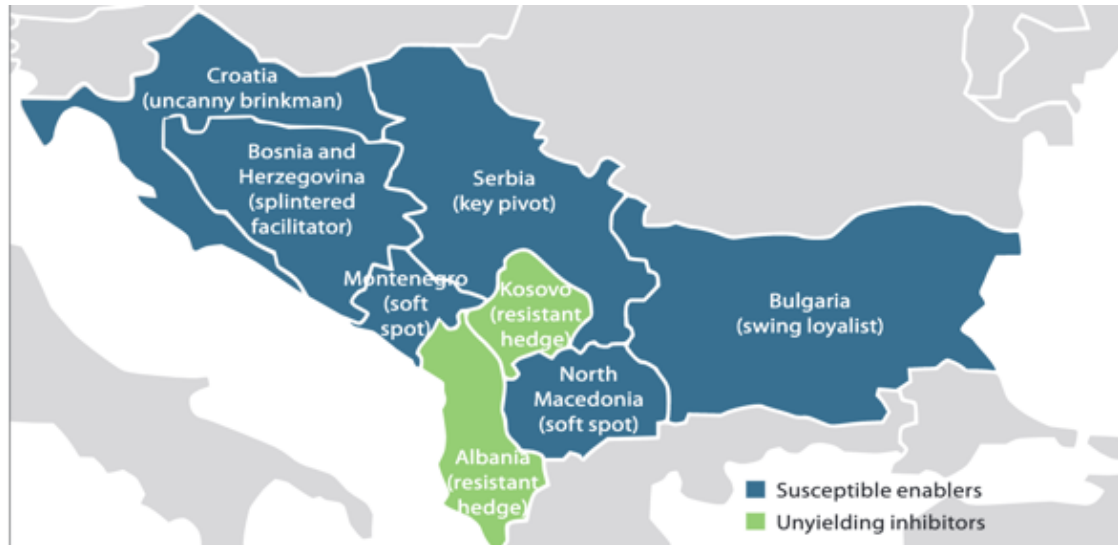 Croatia
(uncanny brinkman)
Bosnia and
Herzegovina
(splintered
facilitator)
Serbia
(key pivot)
Montenegro
(soft
spot)
Kosovo
(resistant
hedge)
Bulgaria
(swing loyalist)
North
Macedonia
(soft spot)
Albania
(resistant
hedge)
Susceptible enablers
Unyielding inhibitors